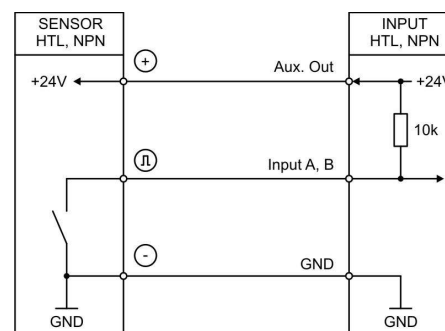 SENSOR
HTL, NPN
INPUT
HTL, NPN
+
Aux. Out
+24V
+24V
10k
Input A, B
-
GND
GND
GND